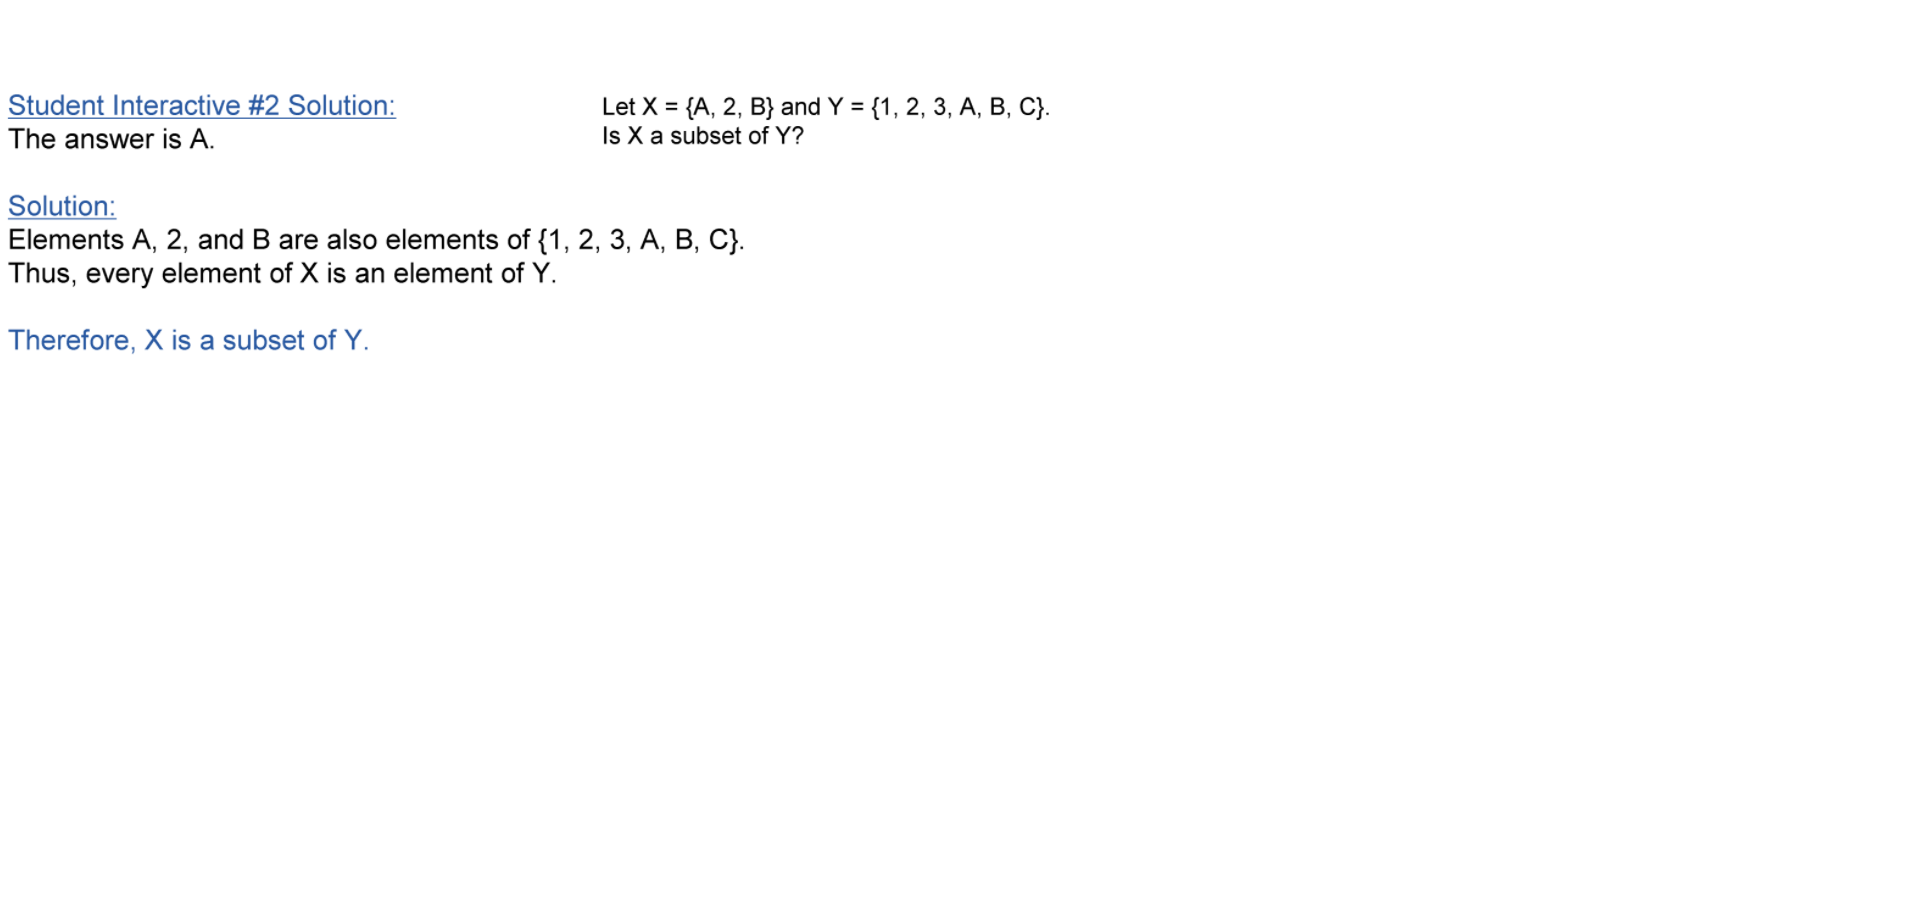 Student Interactive #2 Solution:
The answer is A.
Let X = {A, 2, B} and Y = {1, 2, 3, A, B, C}.
Is X a subset of Y?
Solution:
Elements A, 2, and B are also elements of {1, 2, 3, A, B, C}.
Thus, every element of X is an element of Y.
Therefore, X is a subset of Y.